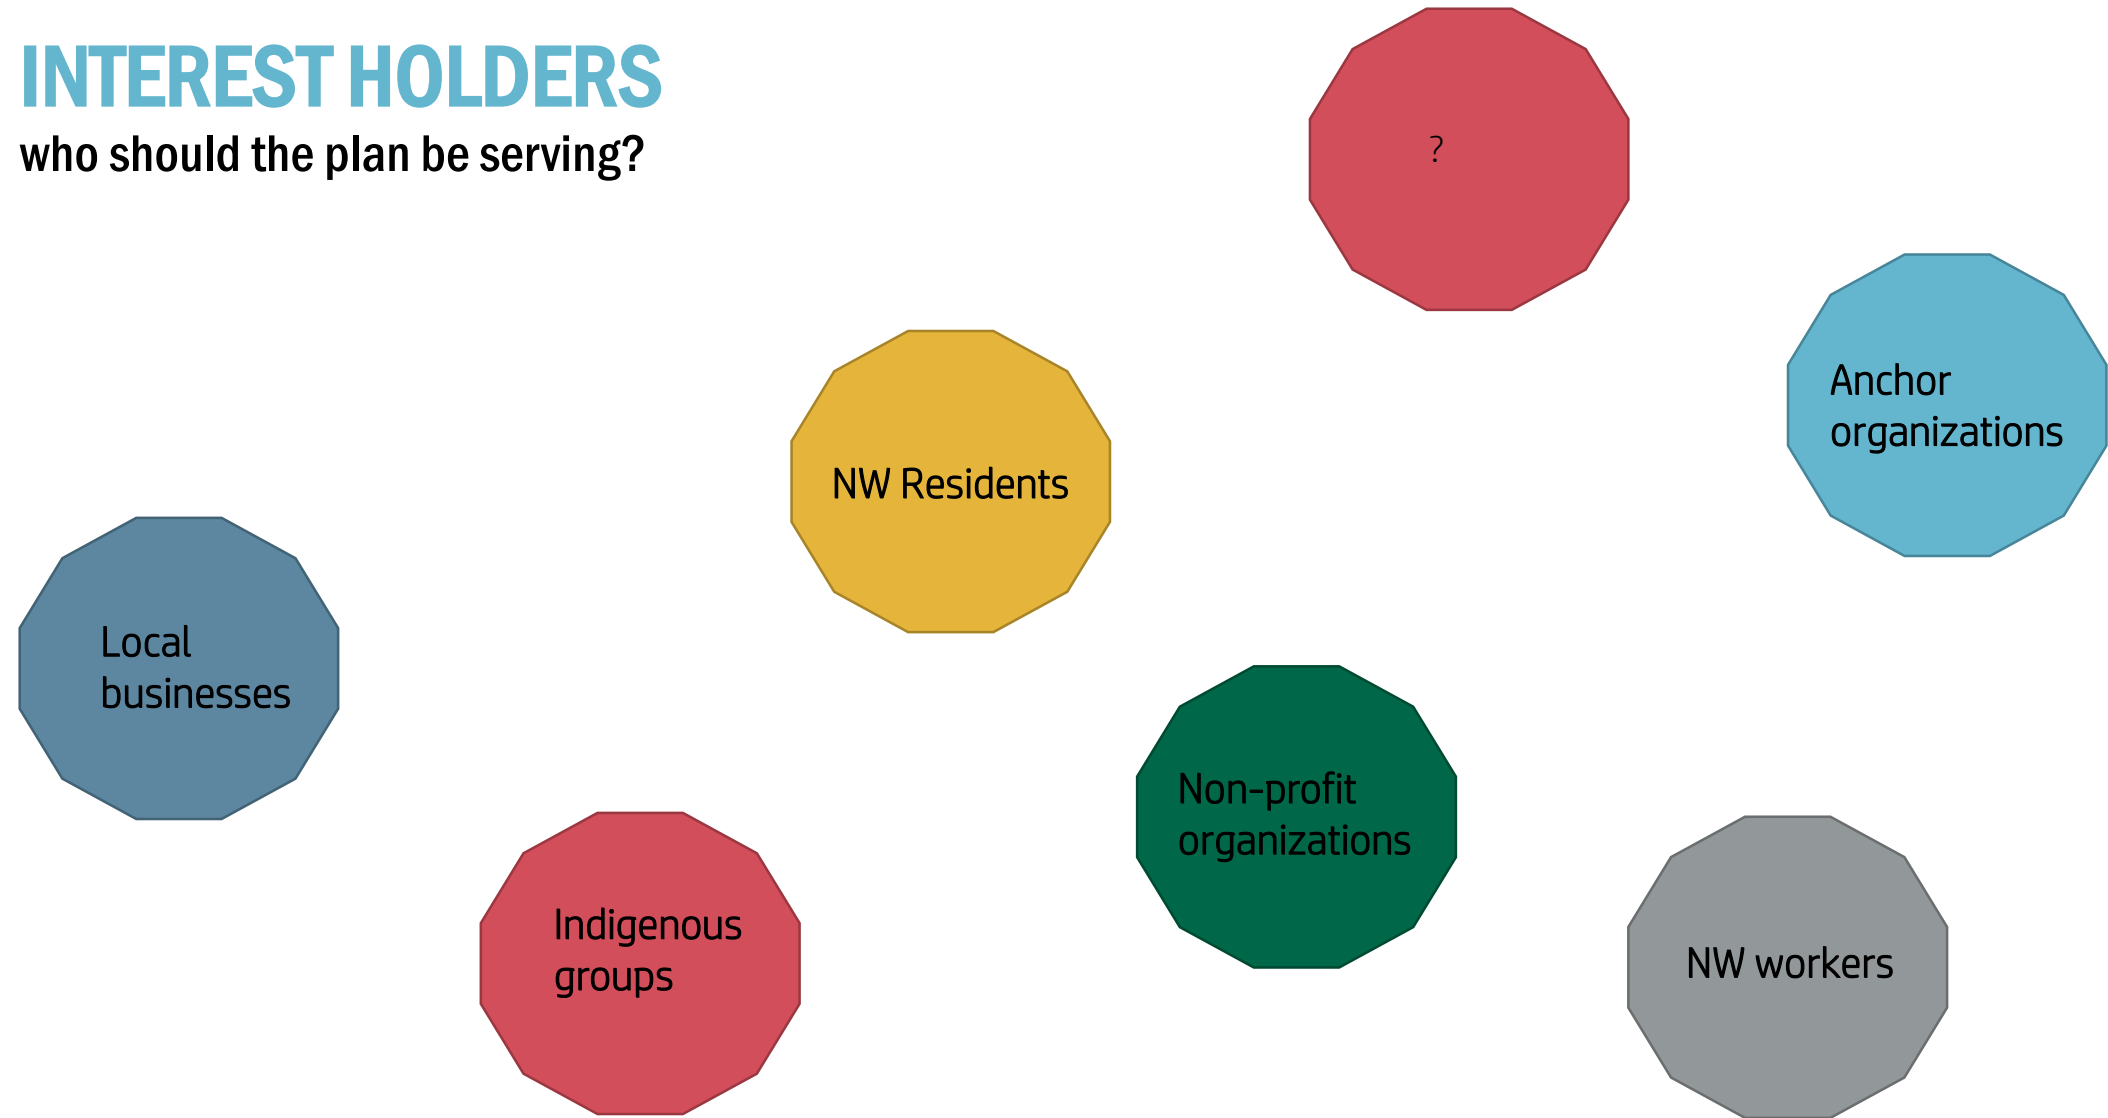 INTEREST HOLDERS
who should the plan be serving?
?
Anchor
organizations
NW Residents
Local
businesses
Non-profit
organizations
Indigenous
groups
NW workers